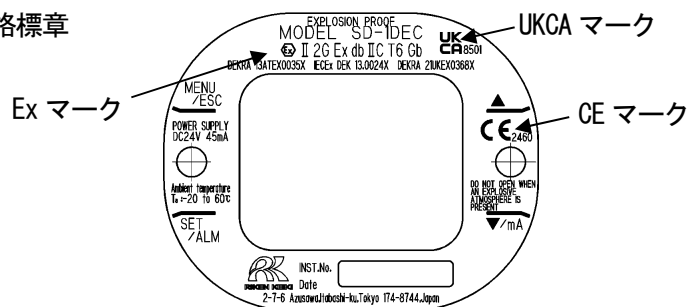 格標章
EXPLOSION PROOF
MODEL SD-1DEC
Ex II 2G Ex db IIC T6 Gb
DEKRA 13ATEX0035X IECEx DEK 13.0024X DEKRA 21UKEX0368X
UK
CA 8501
UKCA マーク
Ex マーク
CE マーク
MENU
/ESC
POWER SUPPLY
DC24V 45mA
Ambient temperature
Ta:-20 to 60℃
SET
/ALM
▲
CE 2460
DO NOT OPEN WHEN
AN EXPLOSIVE
ATMOSPHERE IS
PRESENT
▼/mA
RIKEN KEIKI
INST.No.
Date
2-7-6 Azusawa,Itabashi-ku,Tokyo 174-8744,Japan